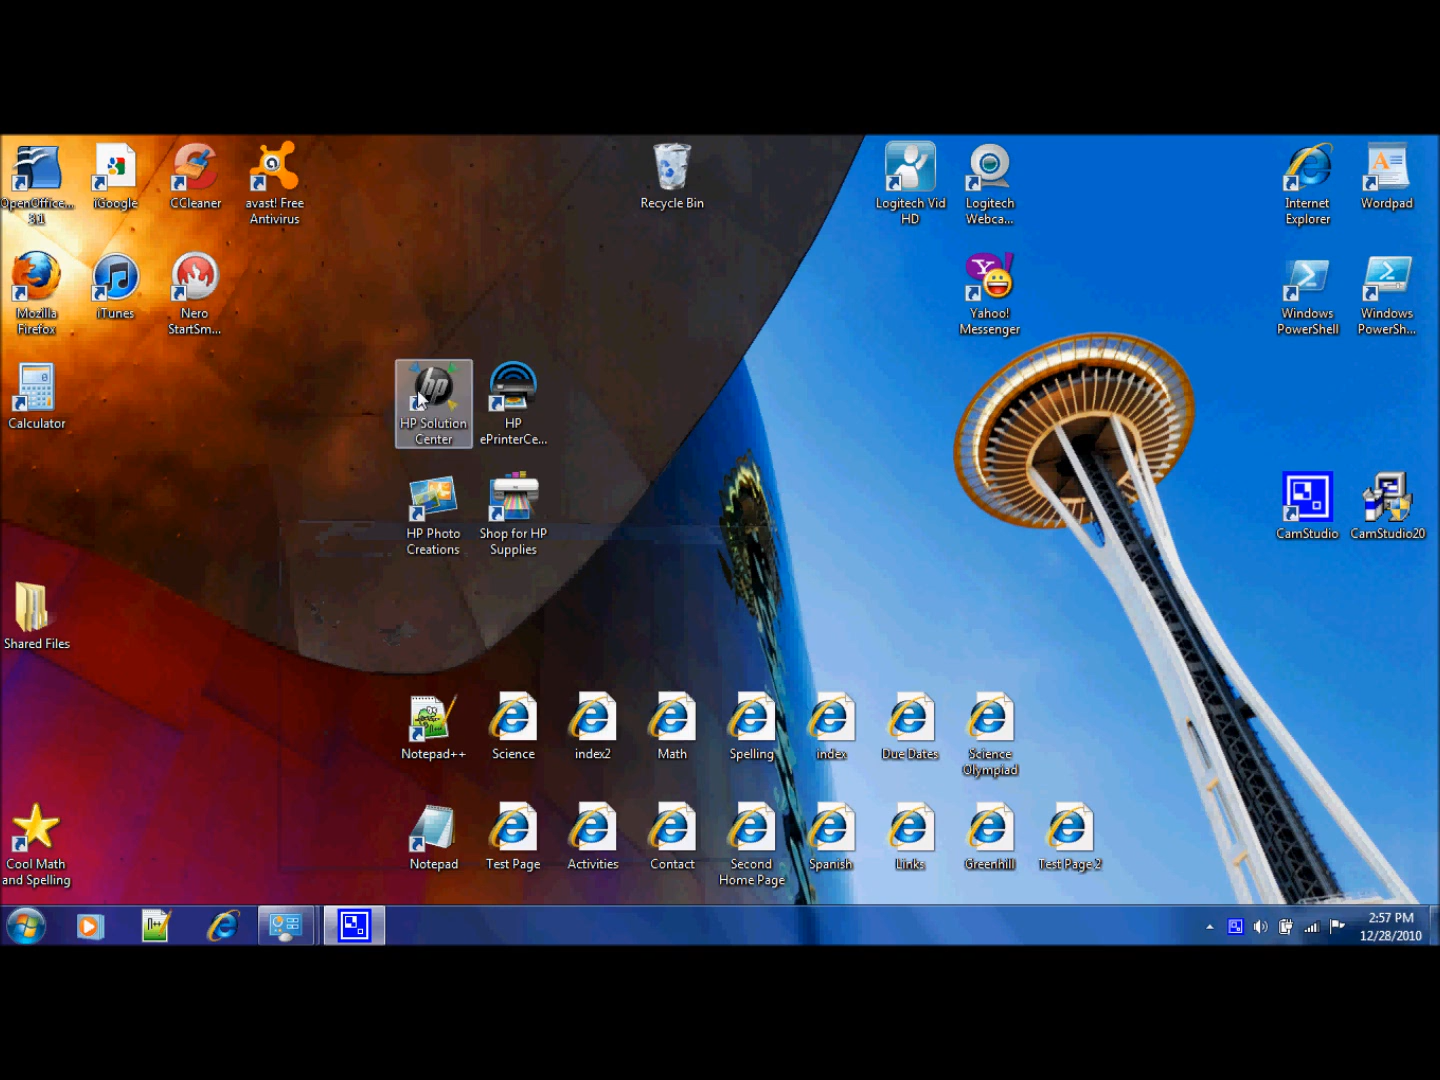 OpenOffice...
3.1
iGoogle
CCleaner
avast! Free
Antivirus
Recycle Bin
Logitech Vid
HD
Logitech
Webca...
Internet
Explorer
Wordpad
Mozilla
Firefox
iTunes
Nero
StartSm...
Yahoo!
Messenger
Windows
PowerShell
Windows
PowerSh...
Calculator
hp
HP Solution
Center
HP
ePrinterCe...
HP Photo
Creations
Shop for HP
Supplies
CamStudio
CamStudio20
Shared Files
Notepad++
Science
index2
Math
Spelling
index
Due Dates
Science
Olympiad
Cool Math
and Spelling
Notepad
Test Page
Activities
Contact
Second
Home Page
Spanish
Links
Greenhill
Test Page 2
2:57 PM
12/28/2010